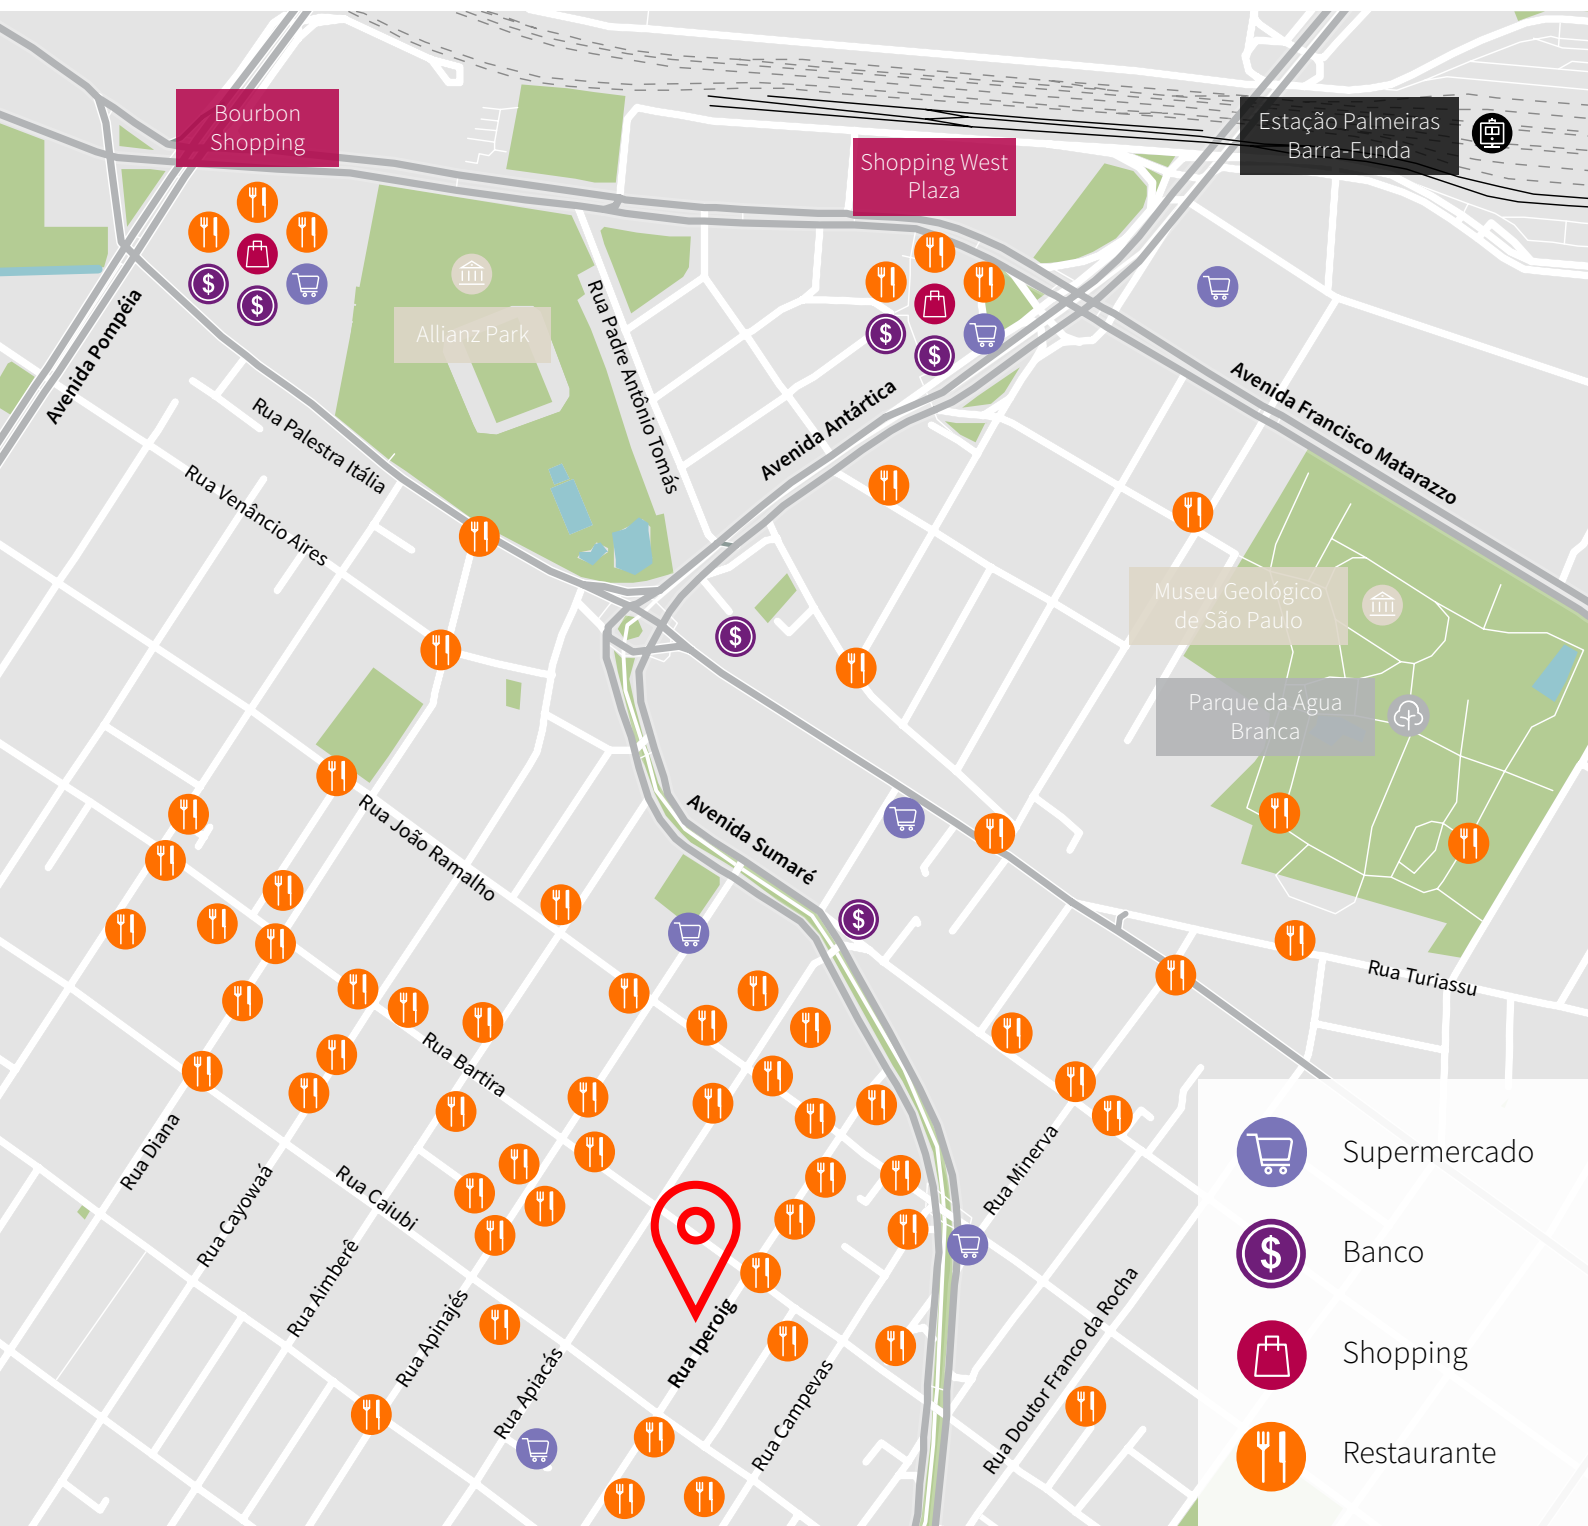 Bourbon
Shopping
Shopping West
Plaza
Estação Palmeiras
Barra-Funda
Allianz Park
Avenida Pompéia
Rua Padre Antônio Tomás
Avenida Antártica
Avenida Francisco Matarazzo
Rua Palestra Itália
Rua Venâncio Aires
Museu Geológico
de São Paulo
Parque da Água
Branca
Avenida Sumaré
Rua João Ramalho
Rua Turiassu
Rua Bartira
Rua Diana
Rua Cayowaá
Rua Caiubi
Rua Aimberê
Rua Apinajés
Rua Apiacás
Rua Iperoig
Rua Campevas
Rua Minerva
Rua Doutor Franco da Rocha
Supermercado
$ Banco
Shopping
Restaurante